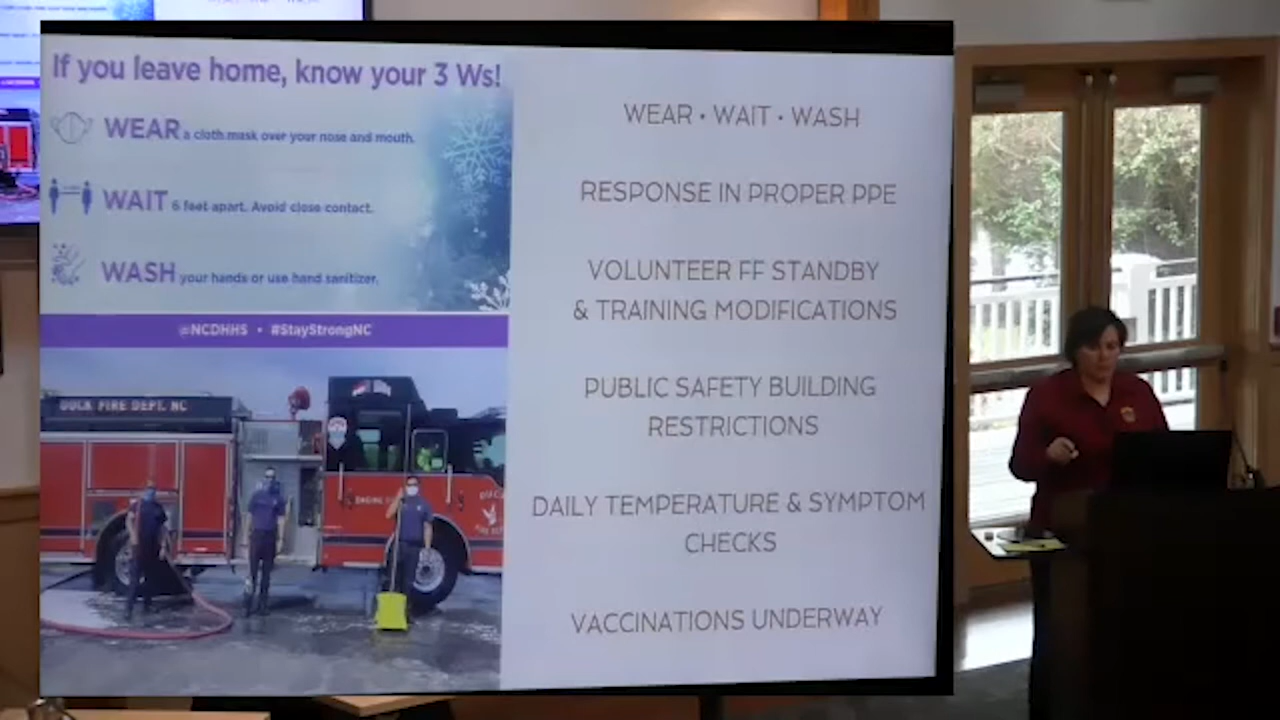 If you leave home, know your 3 Ws!
WEAR a cloth mask over your nose and mouth.
WAIT 6 feet apart. Avoid close contact.
WASH your hands or use hand sanitizer.
@NCDHHS • #StayStrongNC
DUCK FIRE DEPT. NC
WEAR • WAIT • WASH
RESPONSE IN PROPER PPE
VOLUNTEER FF STANDBY
& TRAINING MODIFICATIONS
PUBLIC SAFETY BUILDING
RESTRICTIONS
DAILY TEMPERATURE & SYMPTOM
CHECKS
VACCINATIONS UNDERWAY